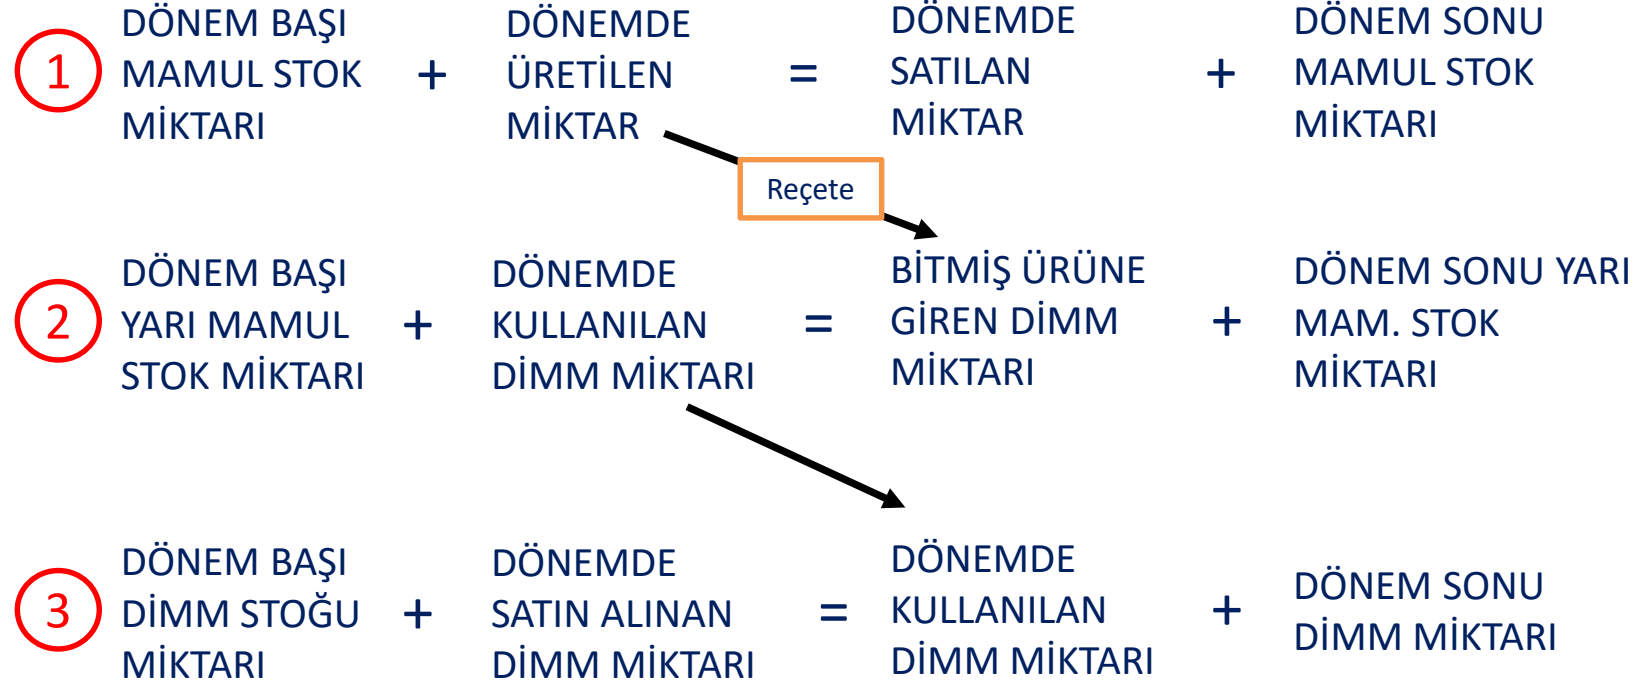 1
DÖNEM BAŞI
MAMUL STOK
MİKTARI
+
DÖNEMDE
ÜRETİLEN
MİKTAR
=
DÖNEMDE
SATILAN
MİKTAR
+
DÖNEM SONU
MAMUL STOK
MİKTARI
Reçete
2
DÖNEM BAŞI
YARI MAMUL
STOK MİKTARI
+
DÖNEMDE
KULLANILAN
DİMM MİKTARI
=
BİTMİŞ ÜRÜNE
GİREN DİMM
MİKTARI
+
DÖNEM SONU YARI
MAM. STOK
MİKTARI
3
DÖNEM BAŞI
DİMM STOĞU
MİKTARI
+
DÖNEMDE
SATIN ALINAN
DİMM MİKTARI
=
DÖNEMDE
KULLANILAN
DİMM MİKTARI
+
DÖNEM SONU
DİMM MİKTARI